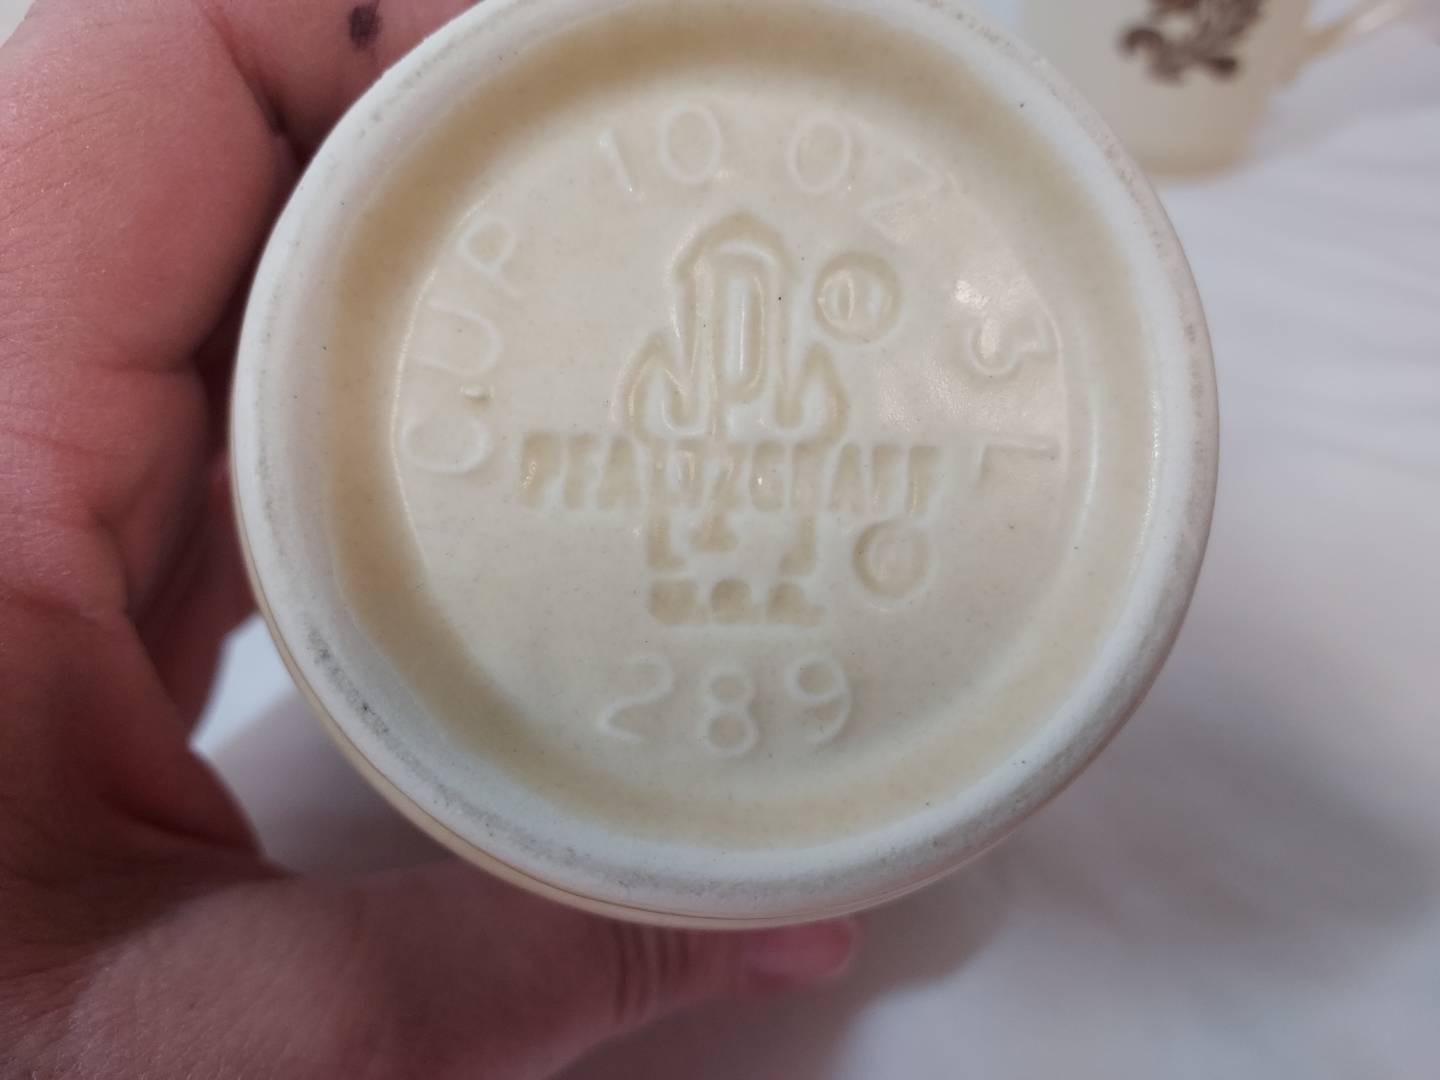 CUP 10 OZ J L
P ®
PFALTZGRAFF
©
U.S.A.
289